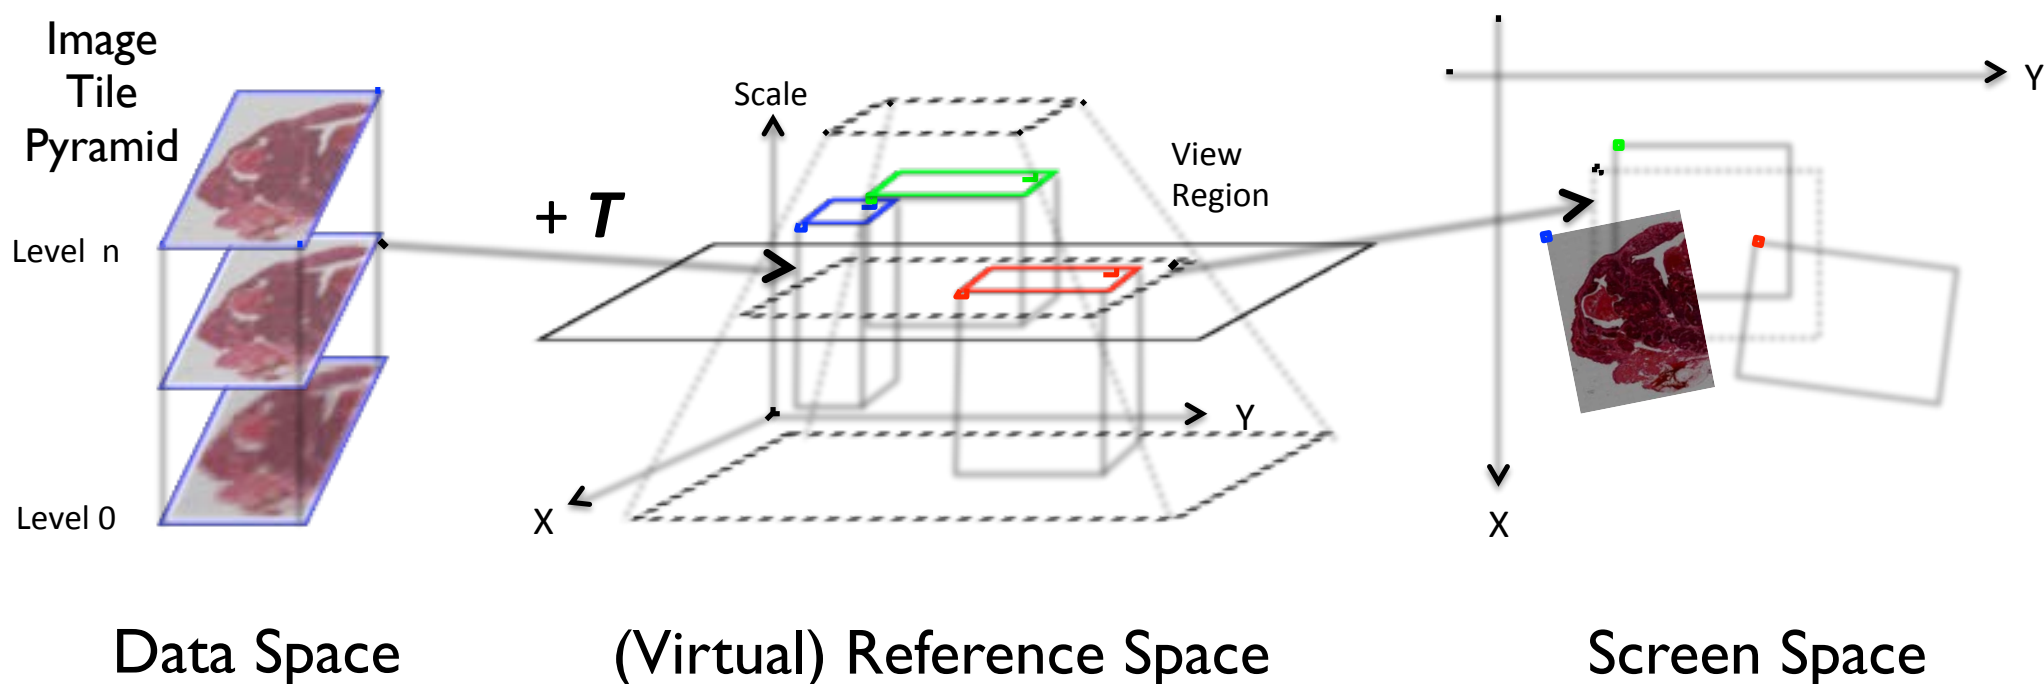 Image
Tile
Pyramid
Level n
Level 0
Data Space
+ T
Scale
View
Region
Y
X
(Virtual) Reference Space
Y
X
Screen Space